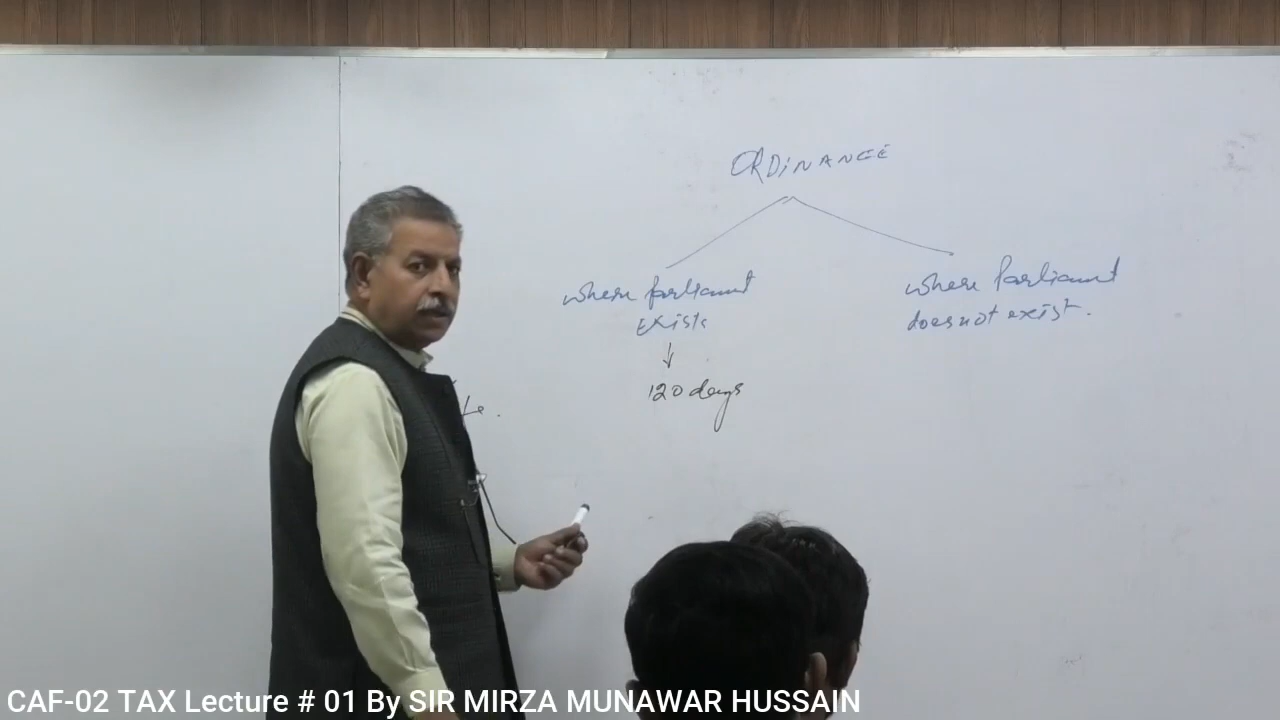 ORDINANCE
where parliament
exists
120 days
where parliament
does not exist.
CAF-02 TAX Lecture # 01 By SIR MIRZA MUNAWAR HUSSAIN